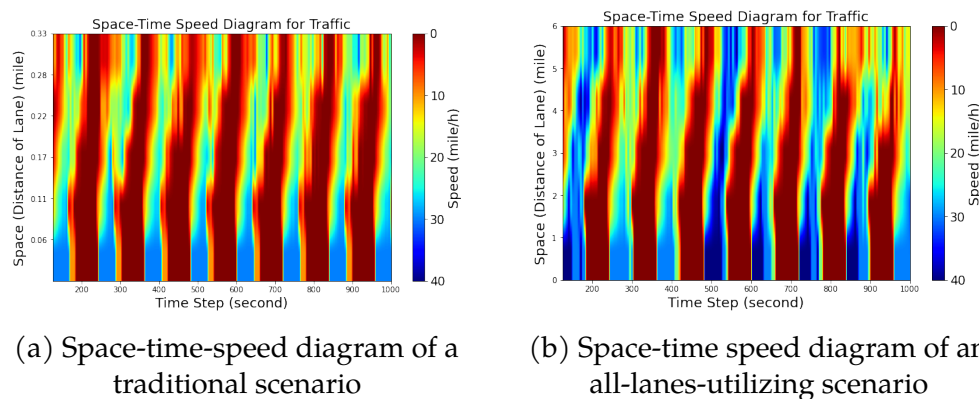 Space-Time Speed Diagram for Traffic
0.33
0.28
0.22
0.17
0.11
0.06
Space (Distance of Lane) (mile)
200 300 400 500 600 700 800 900 1000
Time Step (second)
0
10
20
30
40
Speed (mile/h)
Space-Time Speed Diagram for Traffic
6
5
4
3
2
1
0
Space (Distance of Lane) (mile)
200 300 400 500 600 700 800 900 1000
Time Step (second)
0
10
20
30
40
Speed (mile/h)
(a) Space-time-speed diagram of a
traditional scenario
(b) Space-time speed diagram of an
all-lanes-utilizing scenario